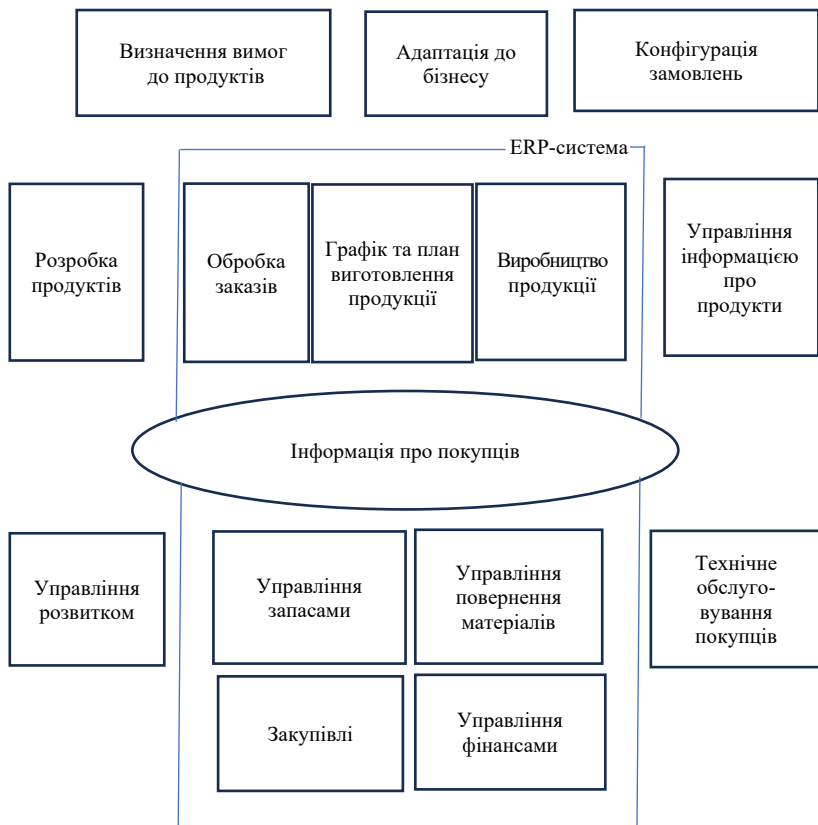 Визначення вимог
до продуктів
Адаптація до
бізнесу
Конфігурація
замовлень
ERP-система
Розробка
продуктів
Обробка
заказів
Графік та план
виготовлення
продукції
Виробництво
продукції
Управління
інформацією
про
продукти
Інформація про покупців
Управління
розвитком
Управління
запасами
Управління
повернення
матеріалів
Технічне
обслуго-
вування
покупців
Закупівлі
Управління
фінансами